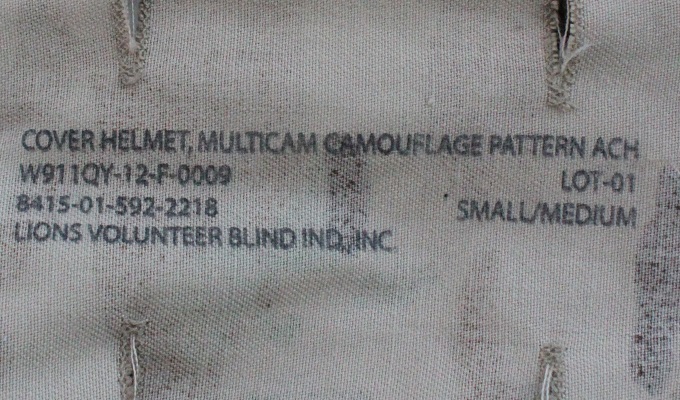 COVER HELMET, MULTICAM CAMOUFLAGE PATTERN ACH
W911QY-12-F-0009 LOT-01
8415-01-592-2218 SMALL/MEDIUM
LIONS VOLUNTEER BLIND IND., INC